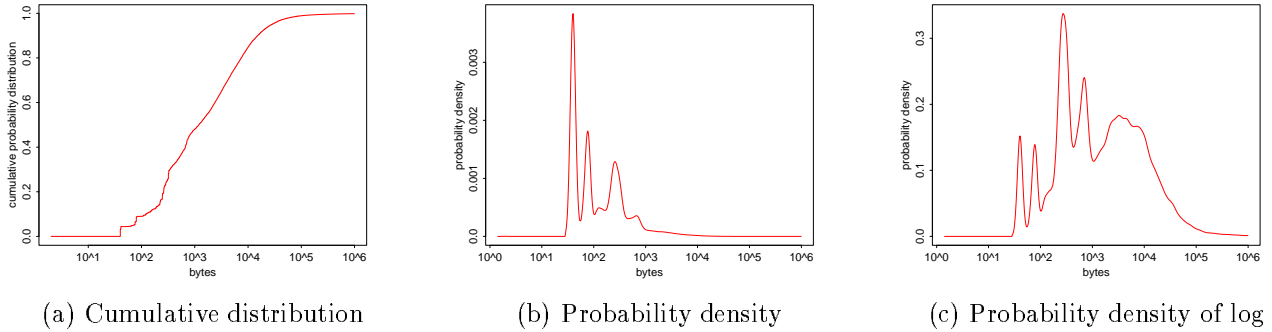 cumulative probability distribution
0.0 0.2 0.4 0.6 0.8 1.0
10^1 10^2 10^3 10^4 10^5 10^6
bytes
(a) Cumulative distribution
probability density
0.0 0.001 0.002 0.003
10^0 10^1 10^2 10^3 10^4 10^5 10^6
bytes
(b) Probability density
probability density
0.0 0.1 0.2 0.3
10^0 10^1 10^2 10^3 10^4 10^5 10^6
bytes
(c) Probability density of log